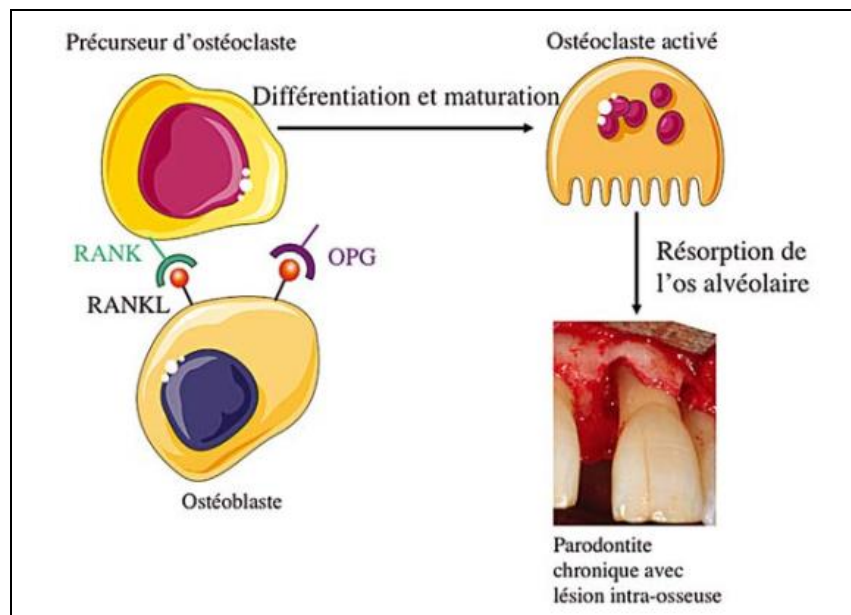 Précurseur d'ostéoclaste
Ostéoclaste activé
Différentiation et maturation
RANK
OPG
RANKL
Résorption de
l'os alvéolaire
Ostéoblaste
Parodontite
chronique avec
lésion intra-osseuse